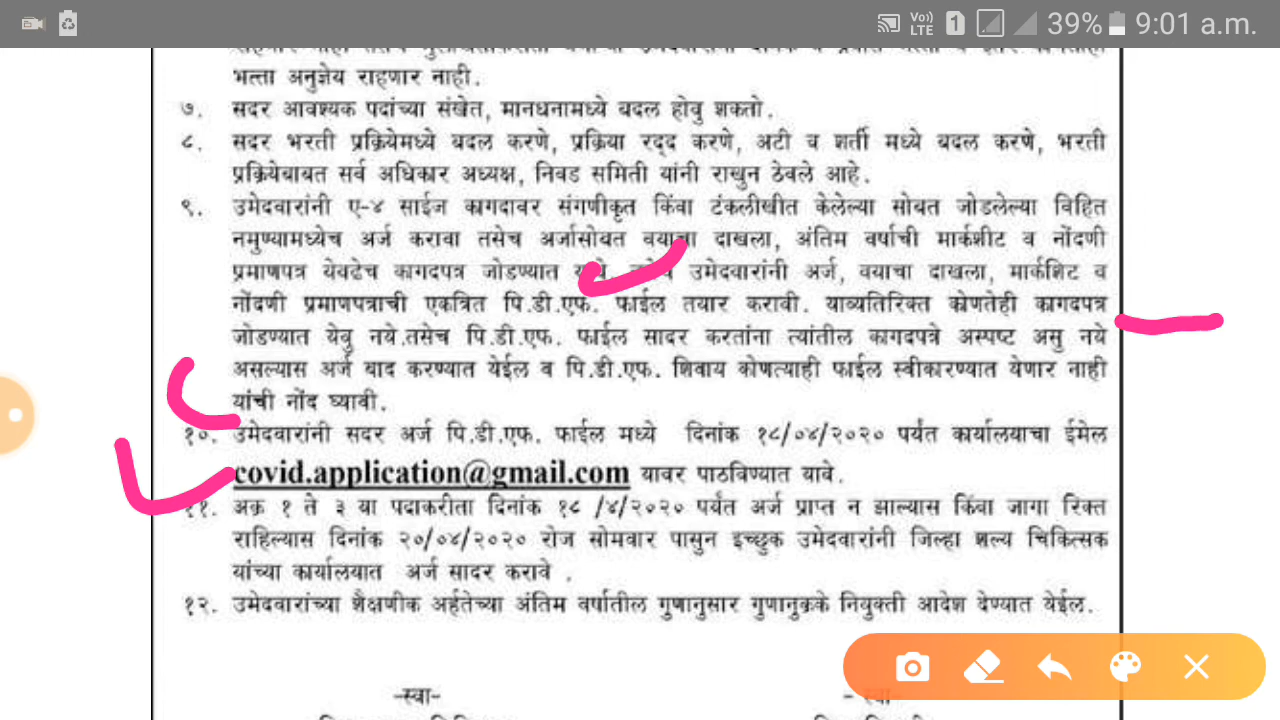 39% 9:01 a.m.
Vo)
LTE
1
भत्ता अनुज्ञेय राहणार नाही.
७. सदर आवश्यक पदांच्या संखेत, मानधनामध्ये बदल होवु शकतो.
८. सदर भरती प्रक्रियेमध्ये बदल करणे, प्रक्रिया रद्द करणे, अटी व शर्ती मध्ये बदल करणे, भरती
प्रक्रियेबाबत सर्व अधिकार अध्यक्ष, निवड समिती यांनी राखुन ठेवले आहे.
९. उमेदवारांनी ए-४ साईज कागदावर संगणीकृत किंवा टंकलीखीत केलेल्या सोबत जोडलेल्या विहित
नमुण्यामध्येच अर्ज करावा तसेच अर्जासोबत वयाचा दाखला, अंतिम वर्षाची मार्कशीट व नोंदणी
प्रमाणपत्र येवढेच कागदपत्र जोडण्यात उमेदवारांनी अर्ज, वयाचा दाखला, मार्कशिट व
नोंदणी प्रमाणपत्राची एकत्रित पि.डी.एफ. फाईल तयार करावी. याव्यतिरिक्त कोणतेही कागदपत्र
जोडण्यात येवु नये.तसेच पि.डी.एफ. फाईल सादर करतांना त्यांतील कागदपत्रे अस्पष्ट असु नये
असल्यास अर्ज बाद करण्यात येईल व पि.डी.एफ. शिवाय कोणत्याही फाईल स्वीकारण्यात येणार नाही
यांची नोंद घ्यावी.
१०. उमेदवारांनी सदर अर्ज पि.डी.एफ. फाईल मध्ये दिनांक १८/०४/२०२० पर्यंत कार्यालयाचा ईमेल
covid.application@gmail.com यावर पाठविण्यात यावे.
११. अक्र १ ते ३ या पदाकरीता दिनांक १८ /४/२०२० पर्यंत अर्ज प्राप्त न झाल्यास किंवा जागा रिक्त
राहिल्यास दिनांक २०/०४/२०२० रोज सोमवार पासुन इच्छुक उमेदवारांनी जिल्हा शल्य चिकित्सक
यांच्या कार्यालयात अर्ज सादर करावे .
१२. उमेदवारांच्या शैक्षणीक अर्हतेच्या अंतिम वर्षातील गुणानुसार गुणानुक्रके नियुक्ती आदेश देण्यात येईल.
-स्वा- - स्वा-